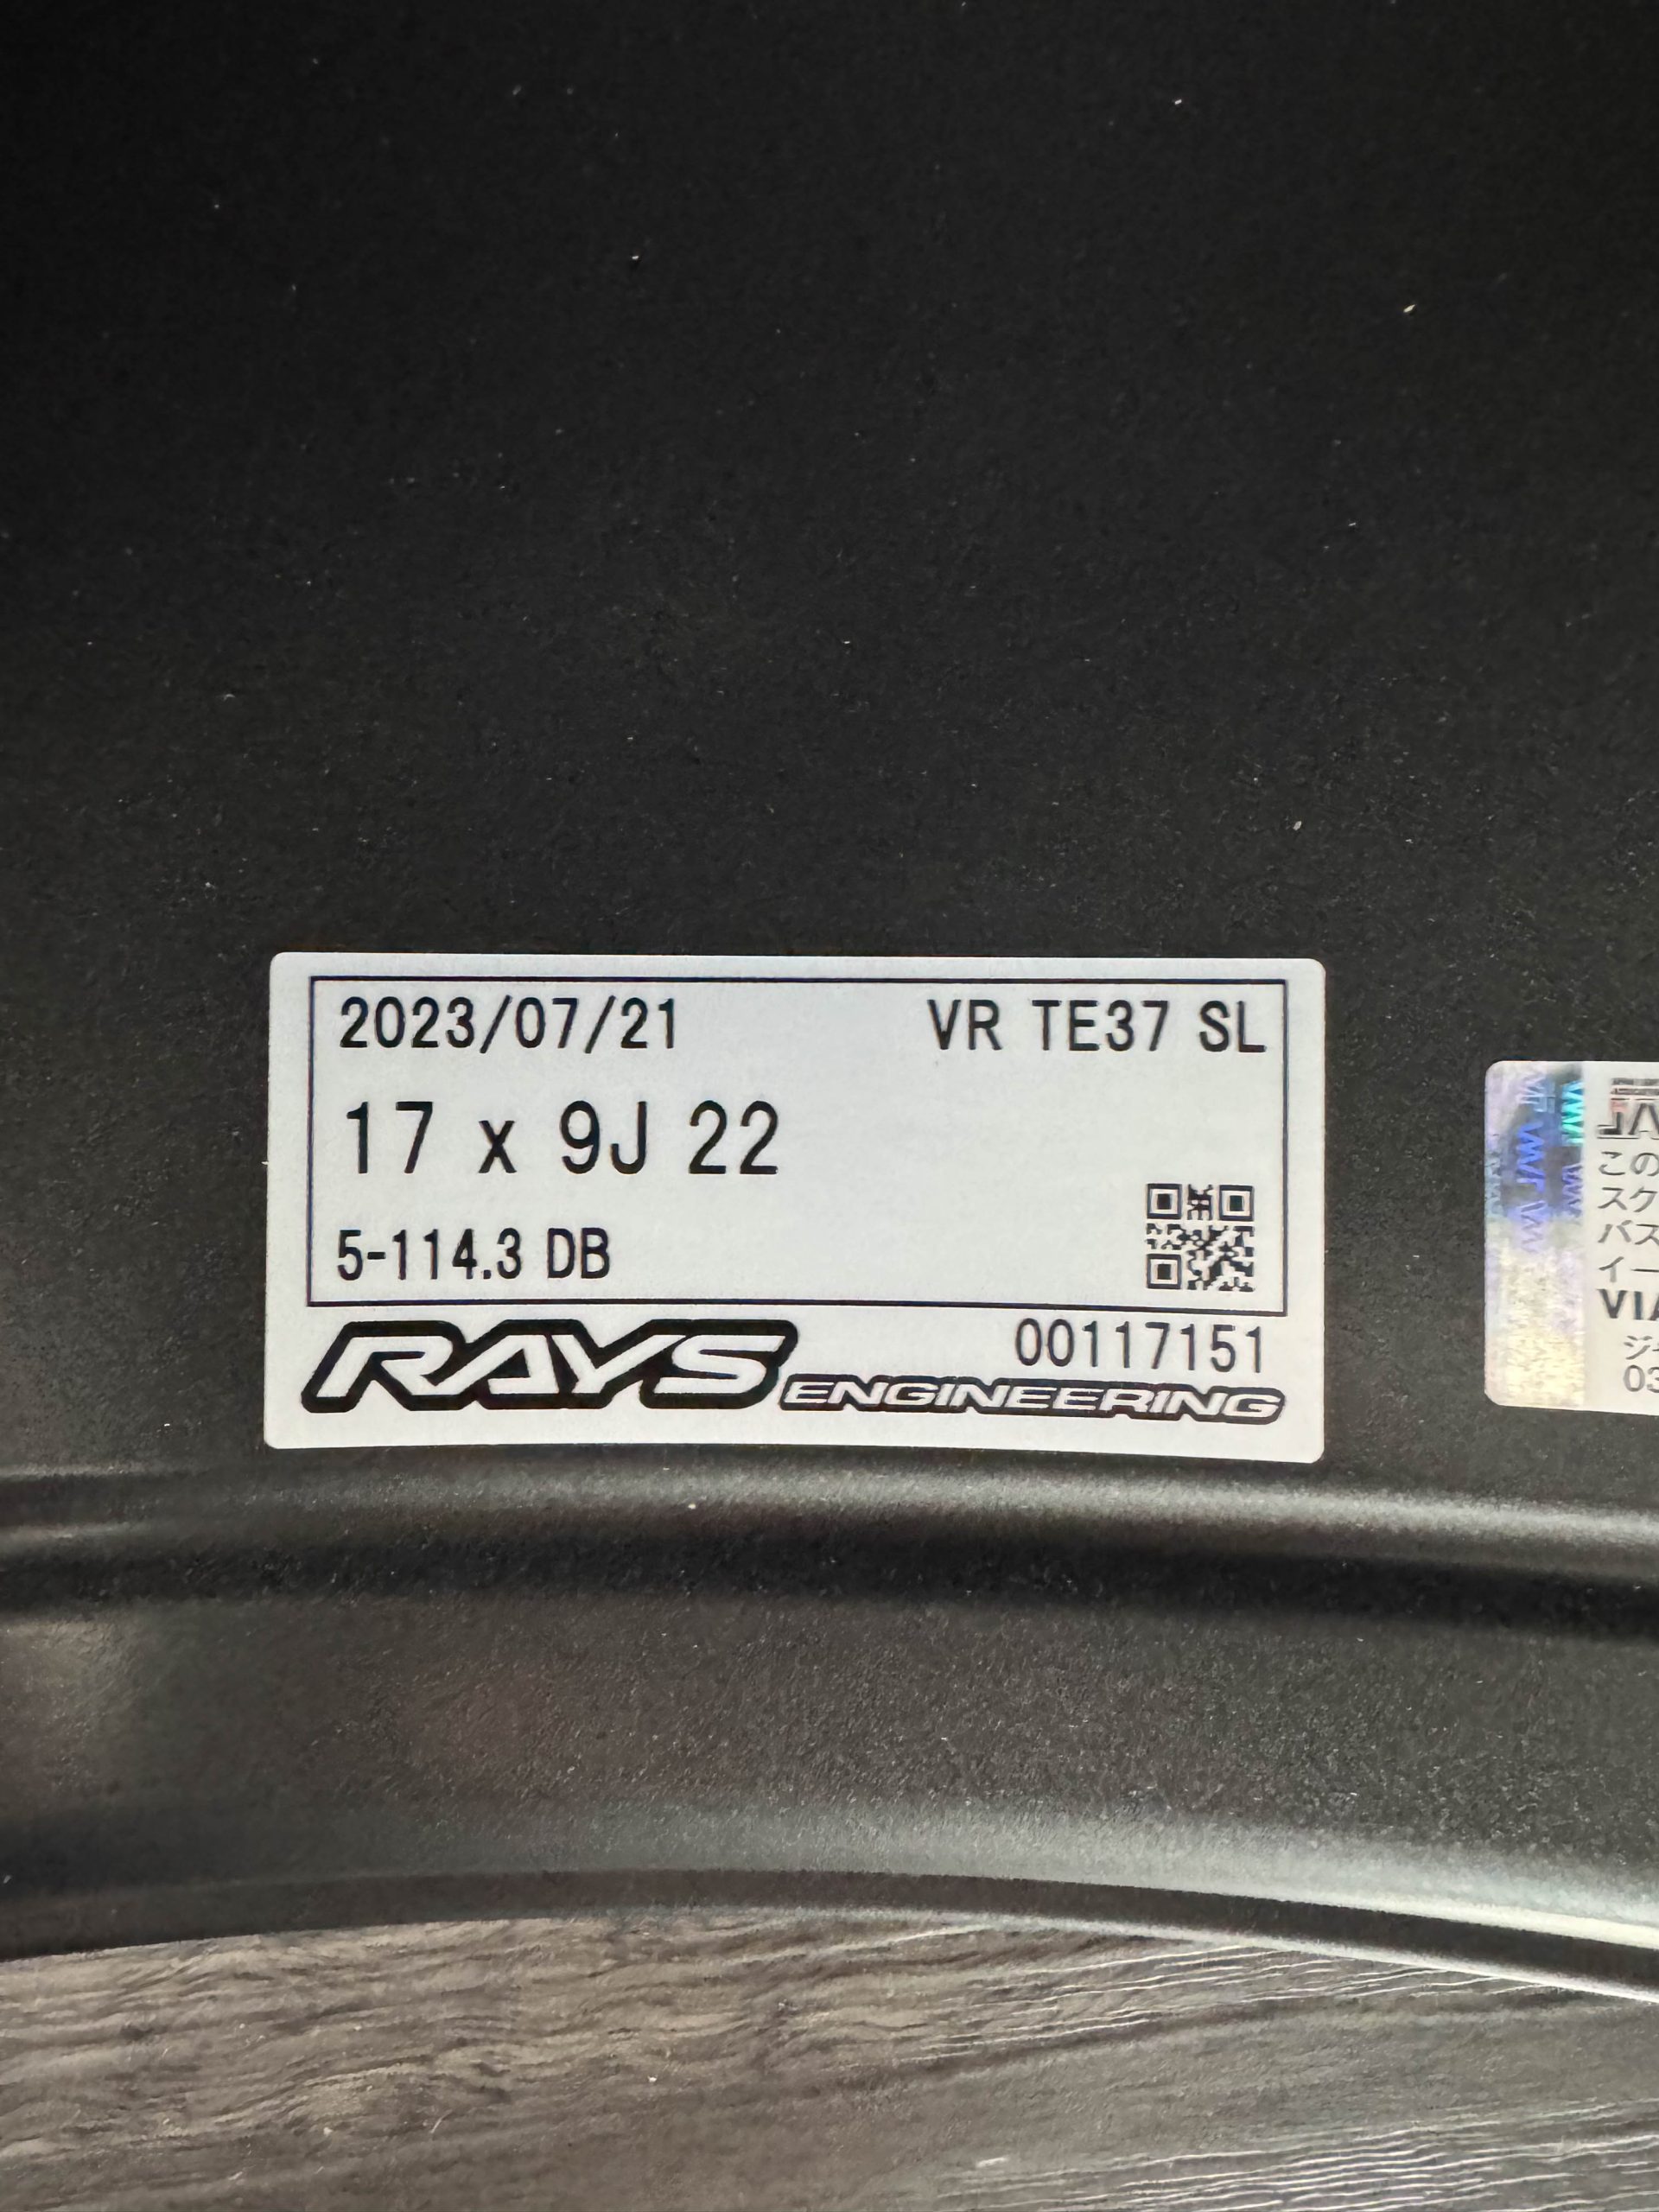 2023/07/21 VR TE37 SL
17 x 9J 22
5-114.3 DB
00117151
RAYS ENGINEERING
この
スク
バス
イー
VIA
03